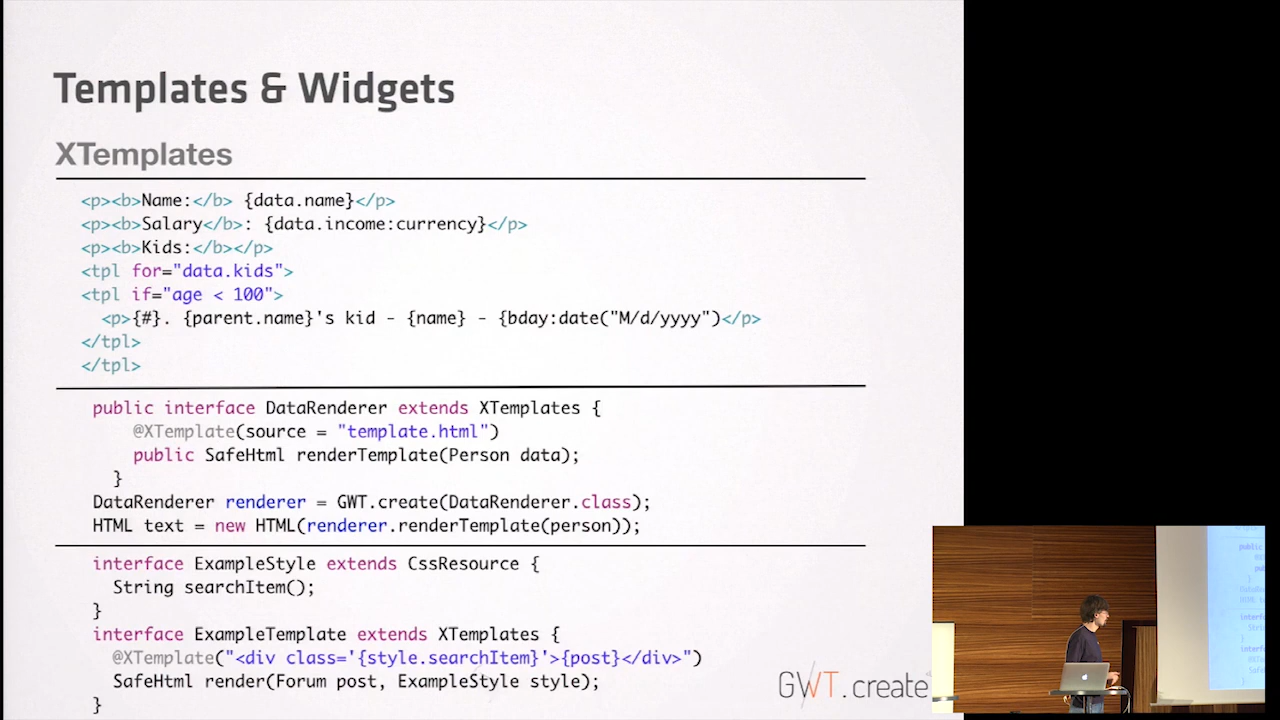 Templates & Widgets
XTemplates
<p><b>Name:</b> {data.name}</p>
<p><b>Salary</b>: {data.income:currency}</p>
<p><b>Kids:</b></p>
<tpl for="data.kids">
<tpl if="age < 100">
<p>{#}. {parent.name}'s kid - {name} - {bday:date("M/d/yyyy")</p>
</tpl>
</tpl>
public interface DataRenderer extends XTemplates {
@XTemplate(source = "template.html")
public SafeHtml renderTemplate(Person data);
}
DataRenderer renderer = GWT.create(DataRenderer.class);
HTML text = new HTML(renderer.renderTemplate(person));
interface ExampleStyle extends CssResource {
String searchItem();
}
interface ExampleTemplate extends XTemplates {
@XTemplate("<div class='{style.searchItem}'>{post}</div>")
SafeHtml render(Forum post, ExampleStyle style);
}
GWT.create
public